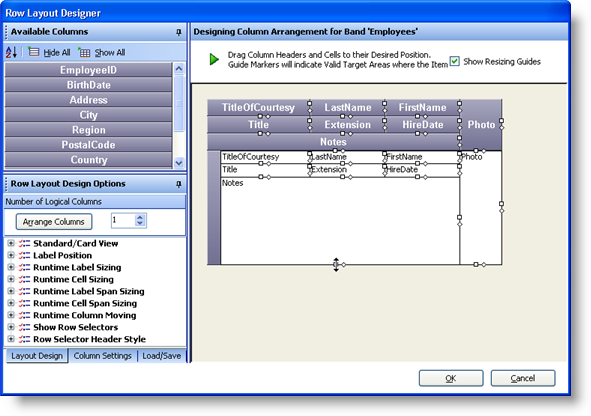 Row Layout Designer
Available Columns
Hide All Show All
EmployeeID
BirthDate
Address
City
Region
PostalCode
Country
Row Layout Design Options
Number of Logical Columns
Arrange Columns 1
Standard/Card View
Label Position
Runtime Label Sizing
Runtime Cell Sizing
Runtime Label Span Sizing
Runtime Cell Span Sizing
Runtime Column Moving
Show Row Selectors
Row Selector Header Style
Layout Design Column Settings Load/Save
Designing Column Arrangement for Band 'Employees'
Drag Column Headers and Cells to their Desired Position.
Guide Markers will indicate Valid Target Areas where the Item
Show Resizing Guides
TitleOfCourtesy LastName FirstName
Title Extension HireDate Photo
Notes
TitleOfCourtesy LastName FirstName Photo
Title Extension HireDate
Notes
OK Cancel